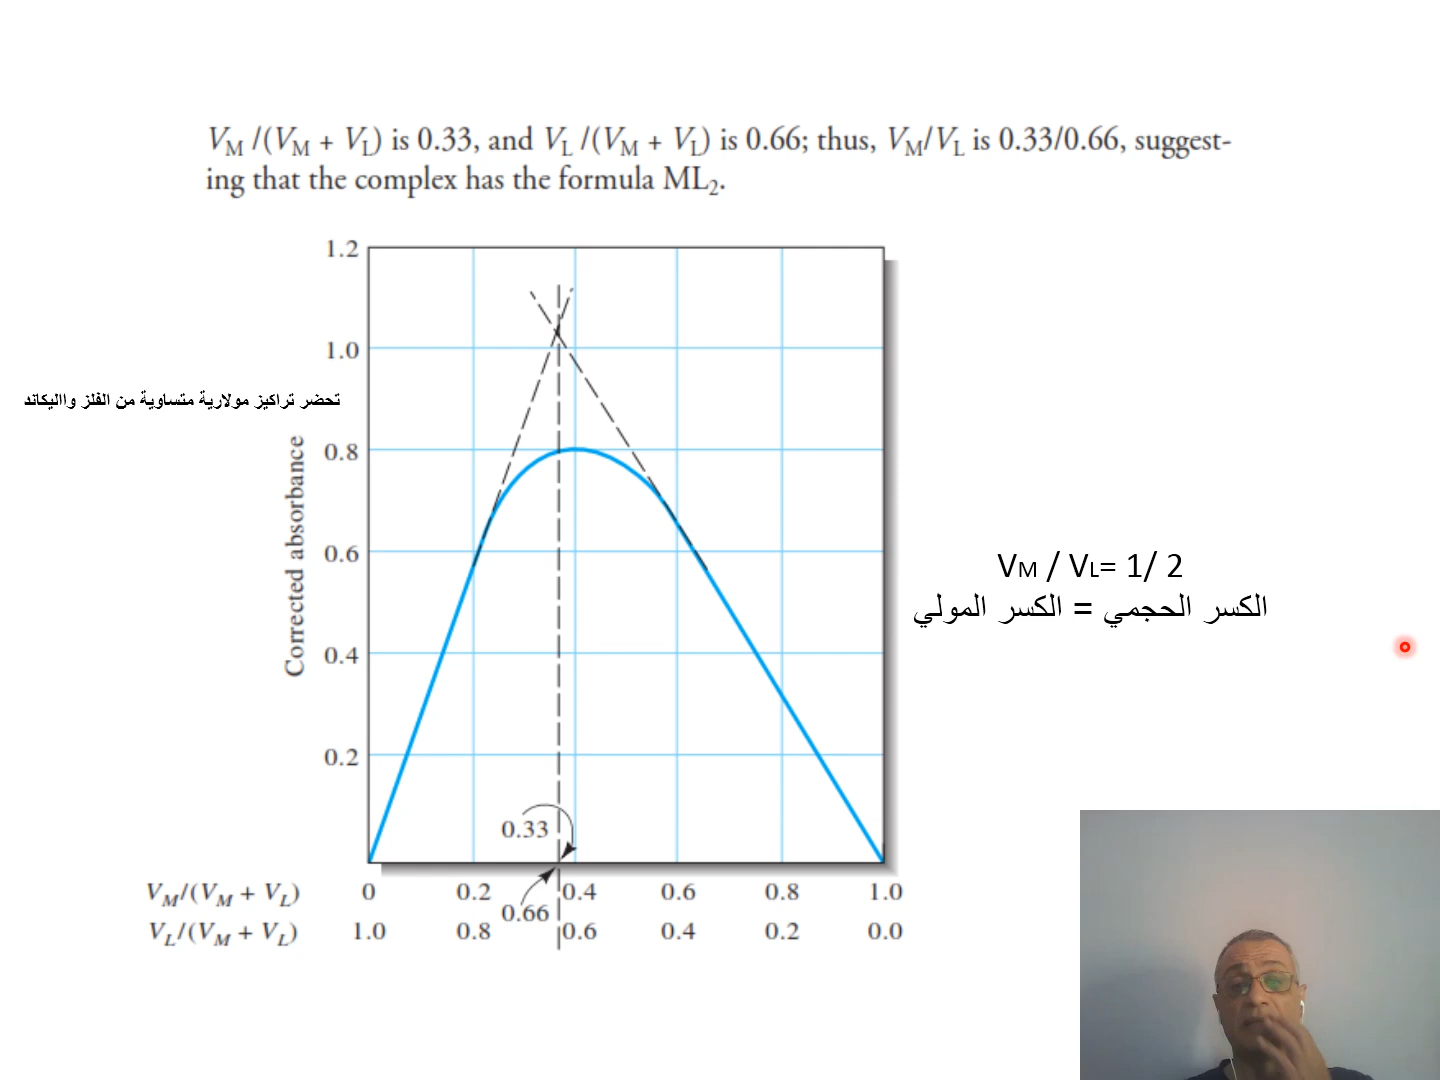 VM /(VM + VL) is 0.33, and VL /(VM + VL) is 0.66; thus, VM/VL is 0.33/0.66, suggest-
ing that the complex has the formula ML2.
1.2
1.0
تحضر تراكيز مولارية متساوية من الفلز وااليكاند
0.8
Corrected absorbance
0.6
VM / VL= 1/ 2
الكسر الحجمي = الكسر المولي
0.4
0.2
0.33
VM/(VM + VL) 0 0.2 0.4 0.6 0.8 1.0
0.66
VL/(VM + VL) 1.0 0.8 0.6 0.4 0.2 0.0